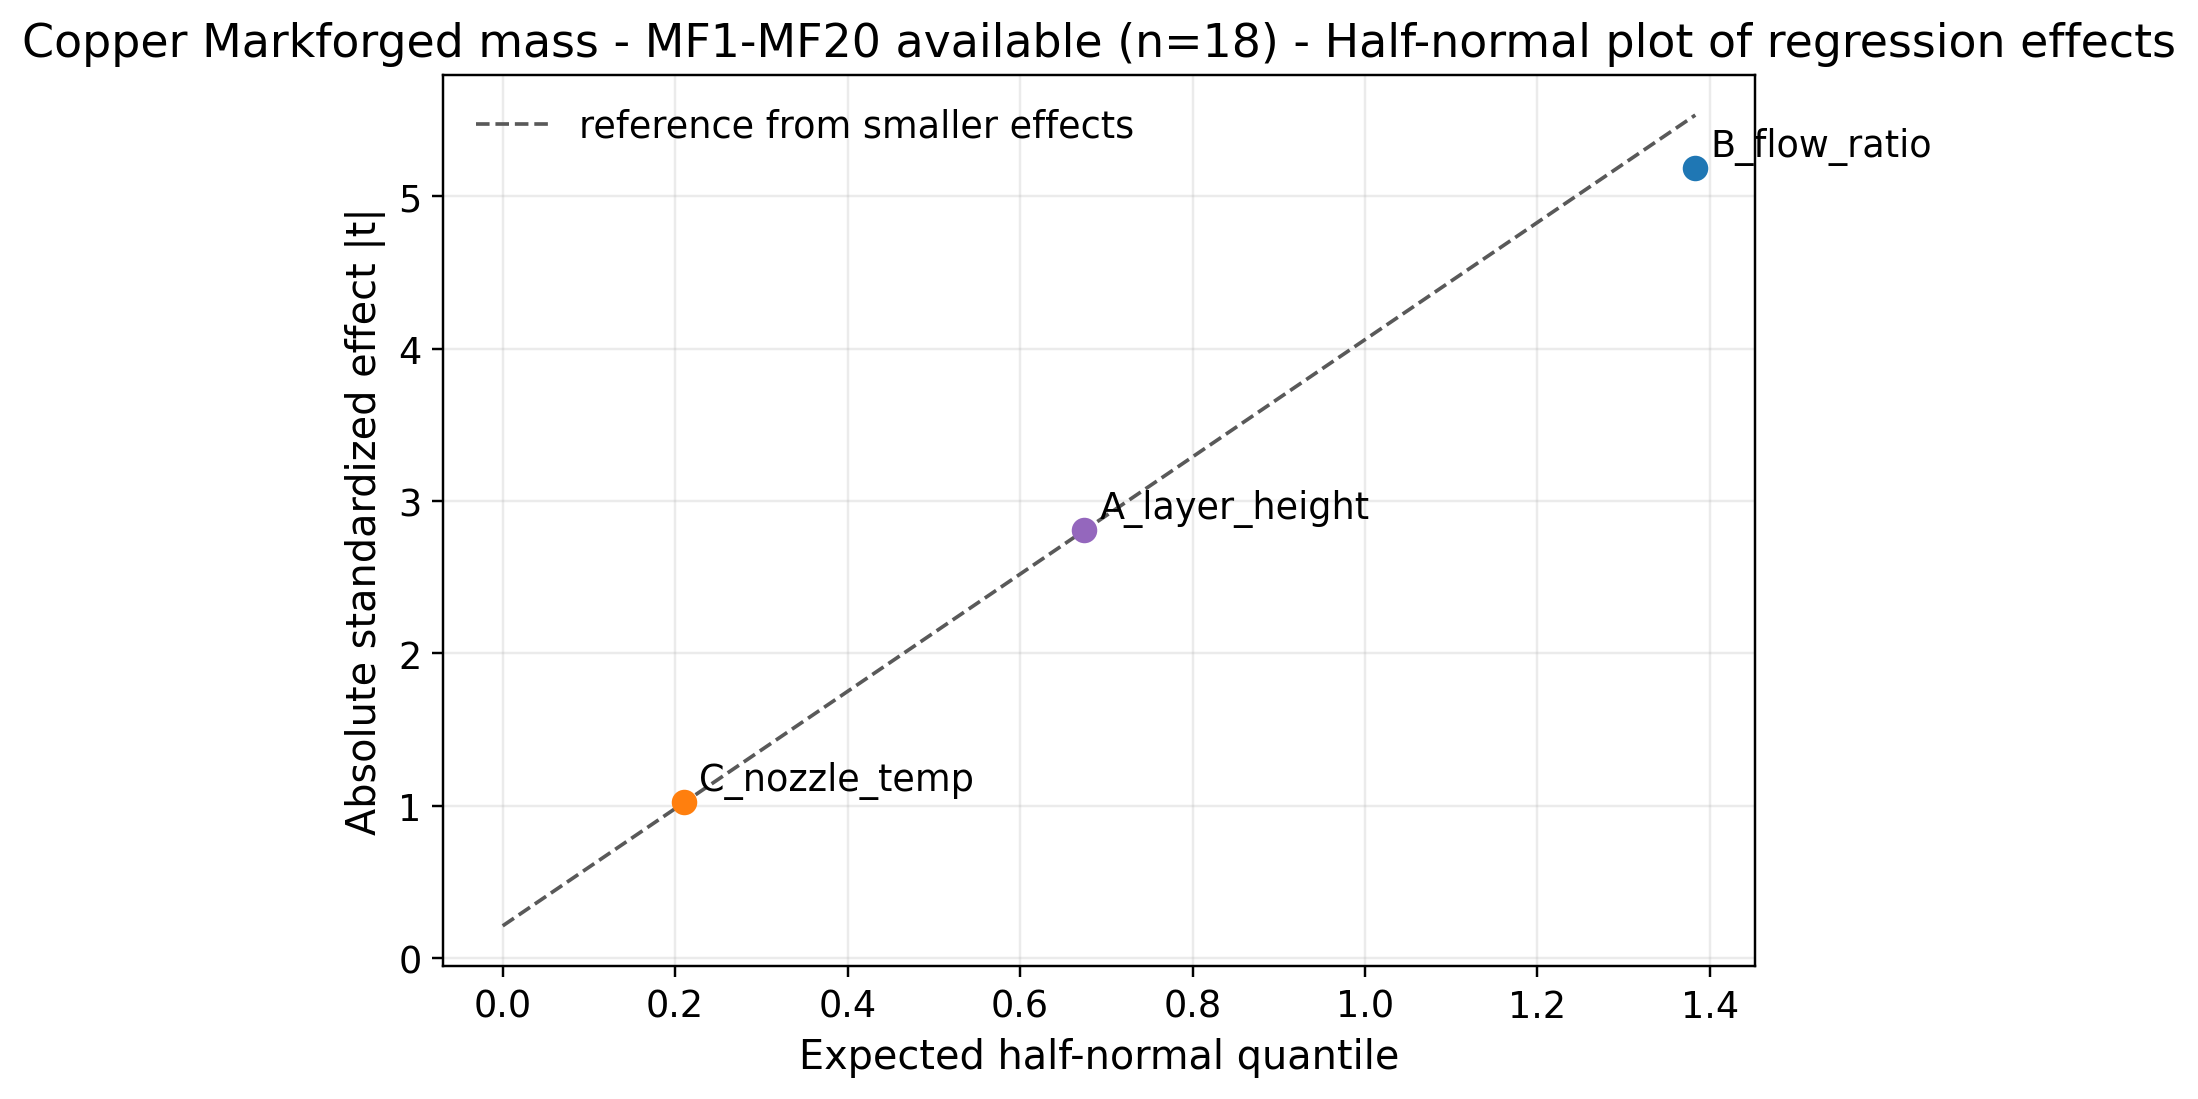 Copper Markforged mass - MF1-MF20 available (n=18) - Half-normal plot of regression effects
reference from smaller effects
B_flow_ratio
A_layer_height
C_nozzle_temp
Absolute standardized effect |t|
5
4
3
2
1
0
0.0 0.2 0.4 0.6 0.8 1.0 1.2 1.4
Expected half-normal quantile